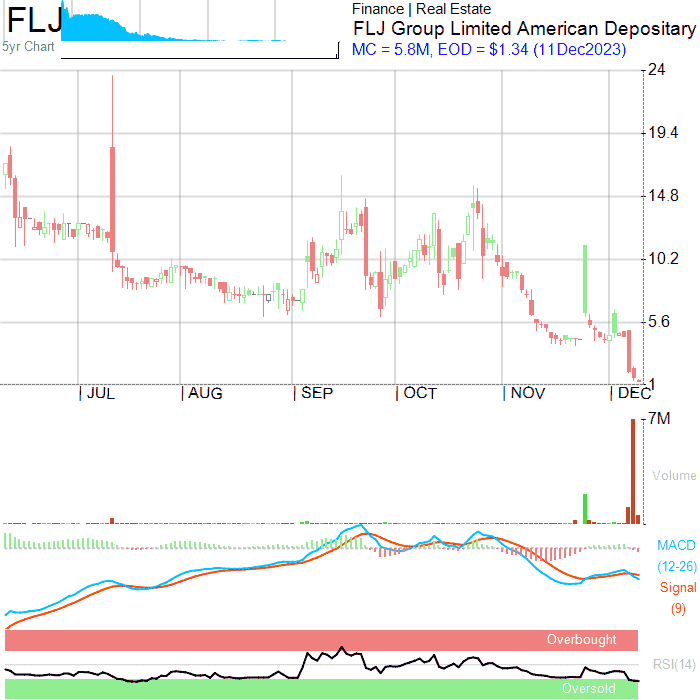 FLJ
5yr Chart
Finance | Real Estate
FLJ Group Limited American Depositary
MC = 5.8M, EOD = $1.34 (11Dec2023)
24
19.4
14.8
10.2
5.6
1
JUL AUG SEP OCT NOV DEC
7M
Volume
MACD
(12-26)
Signal
(9)
Overbought
RSI(14)
Oversold